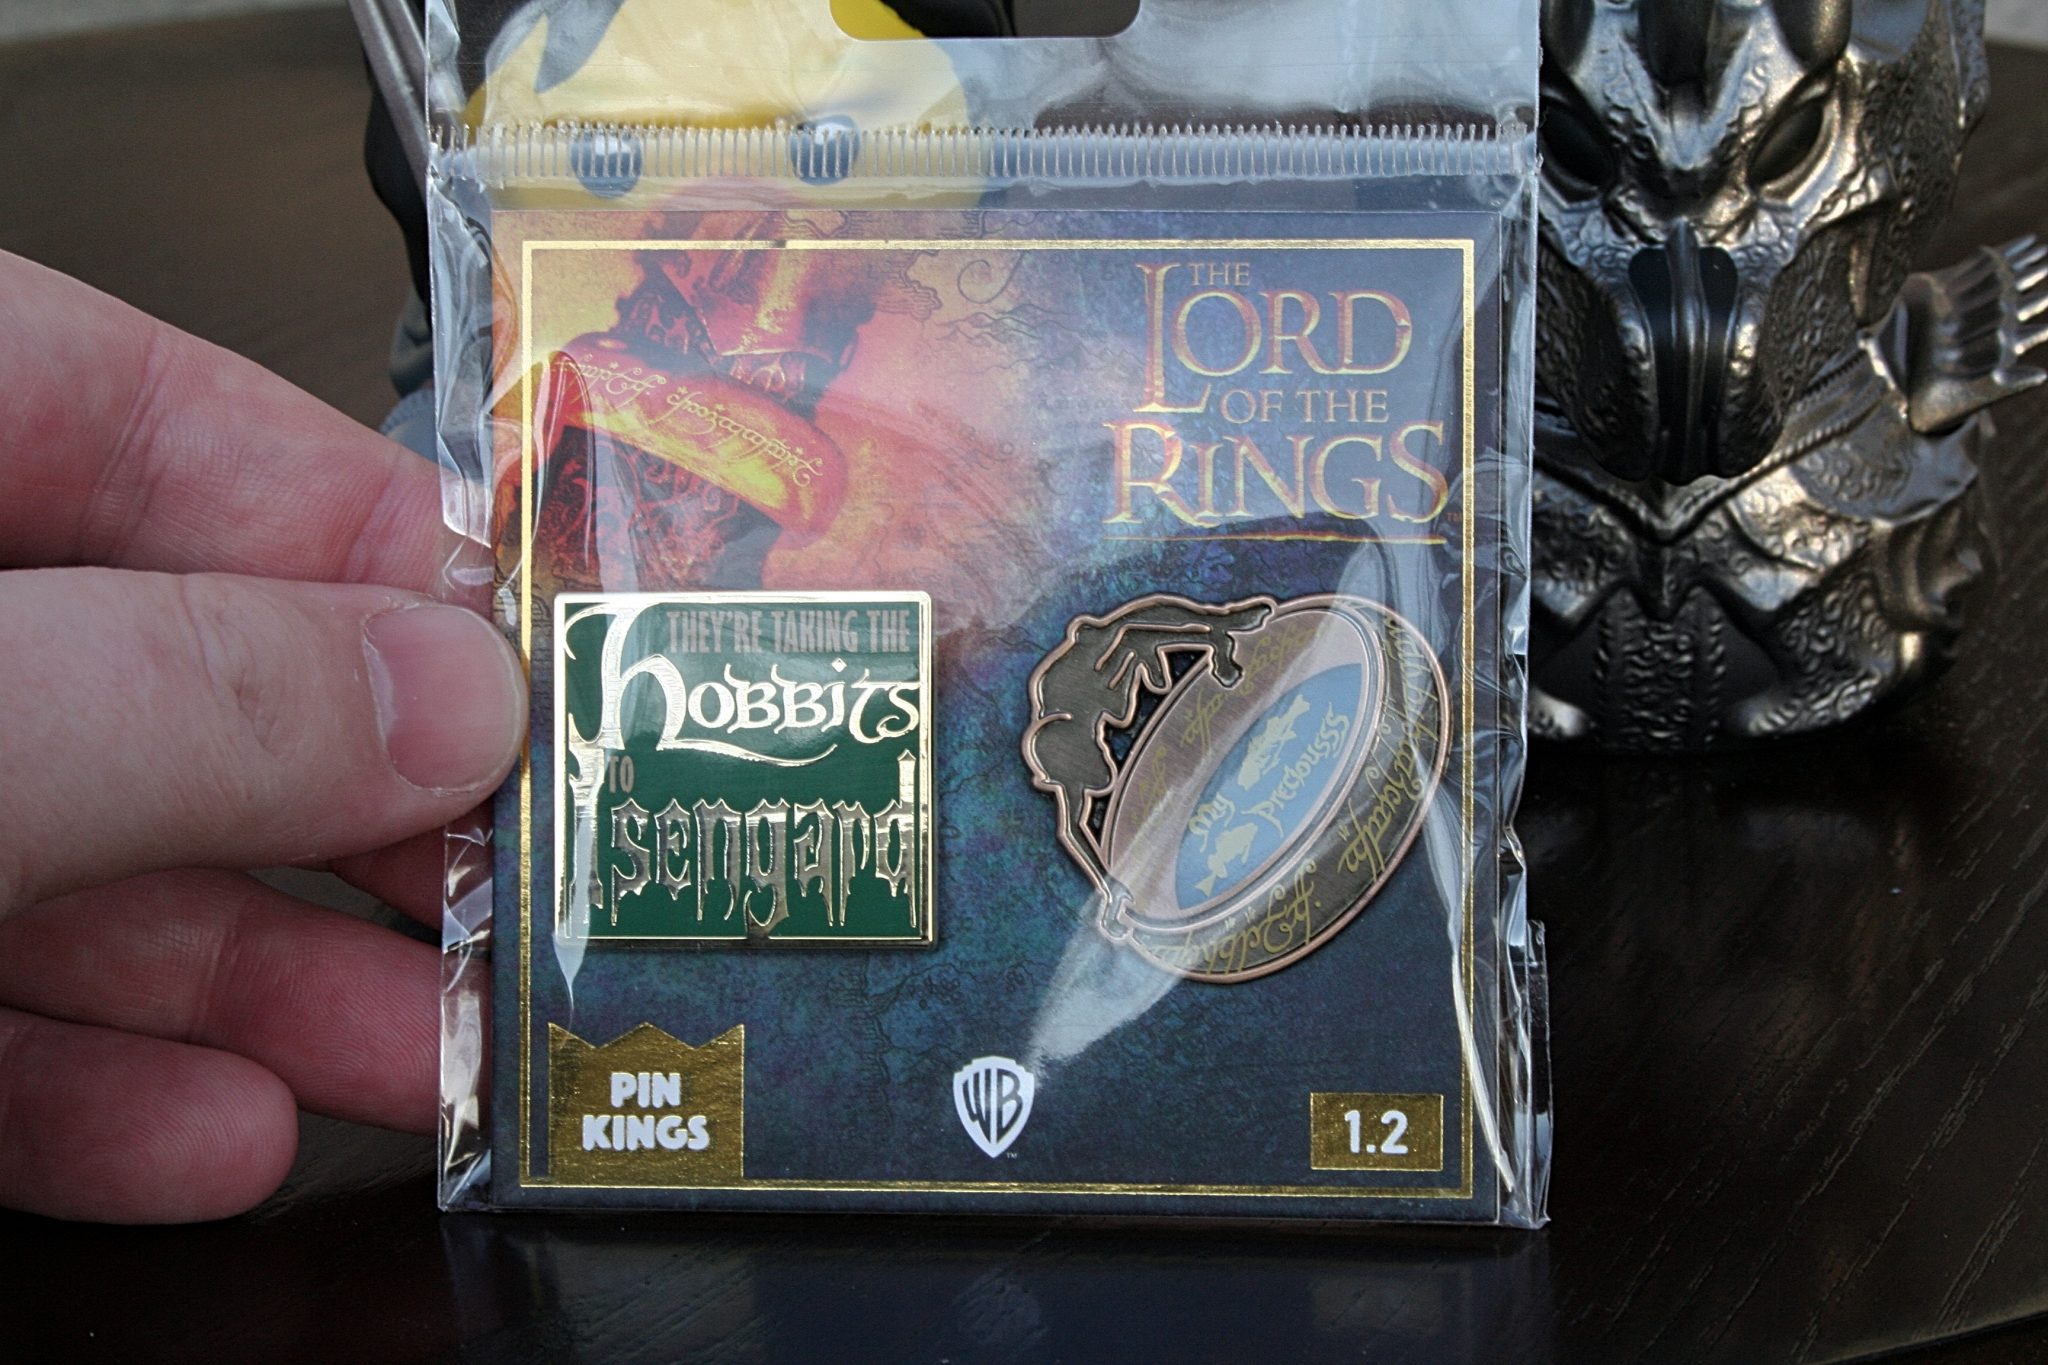 THE
LORD
OF THE
RINGS
THEY'RE TAKING THE
HOBBITS
TO
Isengard
My
Precioussss
PIN
KINGS
WB
1.2